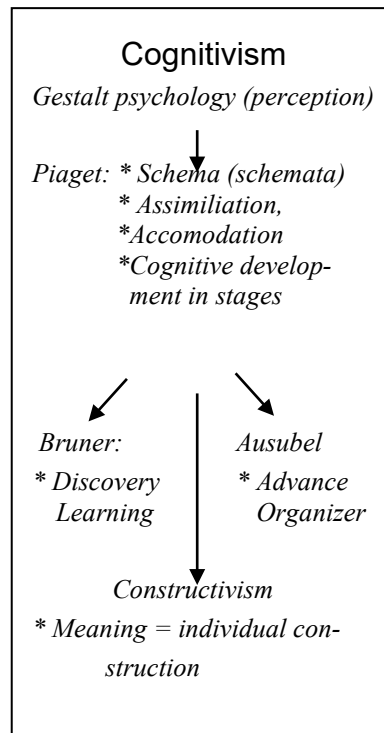 Cognitivism
Gestalt psychology (perception)
Piaget: * Schema (schemata)
* Assimiliation,
*Accomodation
*Cognitive develop-
ment in stages
Bruner:
* Discovery
Learning
Ausubel
* Advance
Organizer
Constructivism
* Meaning = individual con-
struction